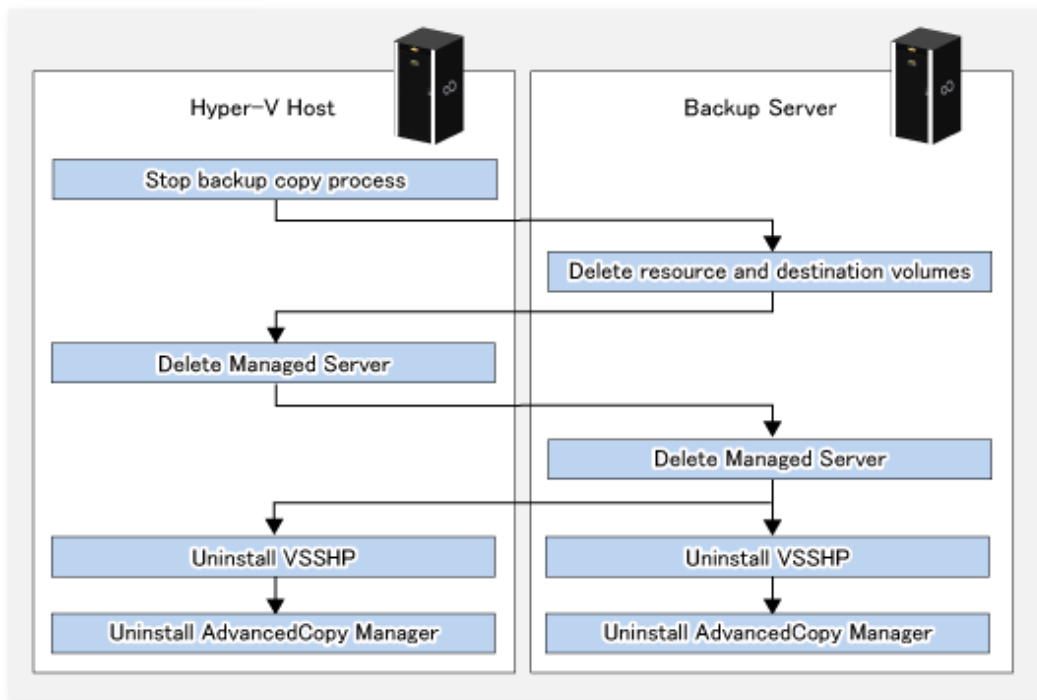 Hyper-V Host
Backup Server
Stop backup copy process
Delete resource and destination volumes
Delete Managed Server
Delete Managed Server
Uninstall VSSHP
Uninstall VSSHP
Uninstall AdvancedCopy Manager
Uninstall AdvancedCopy Manager